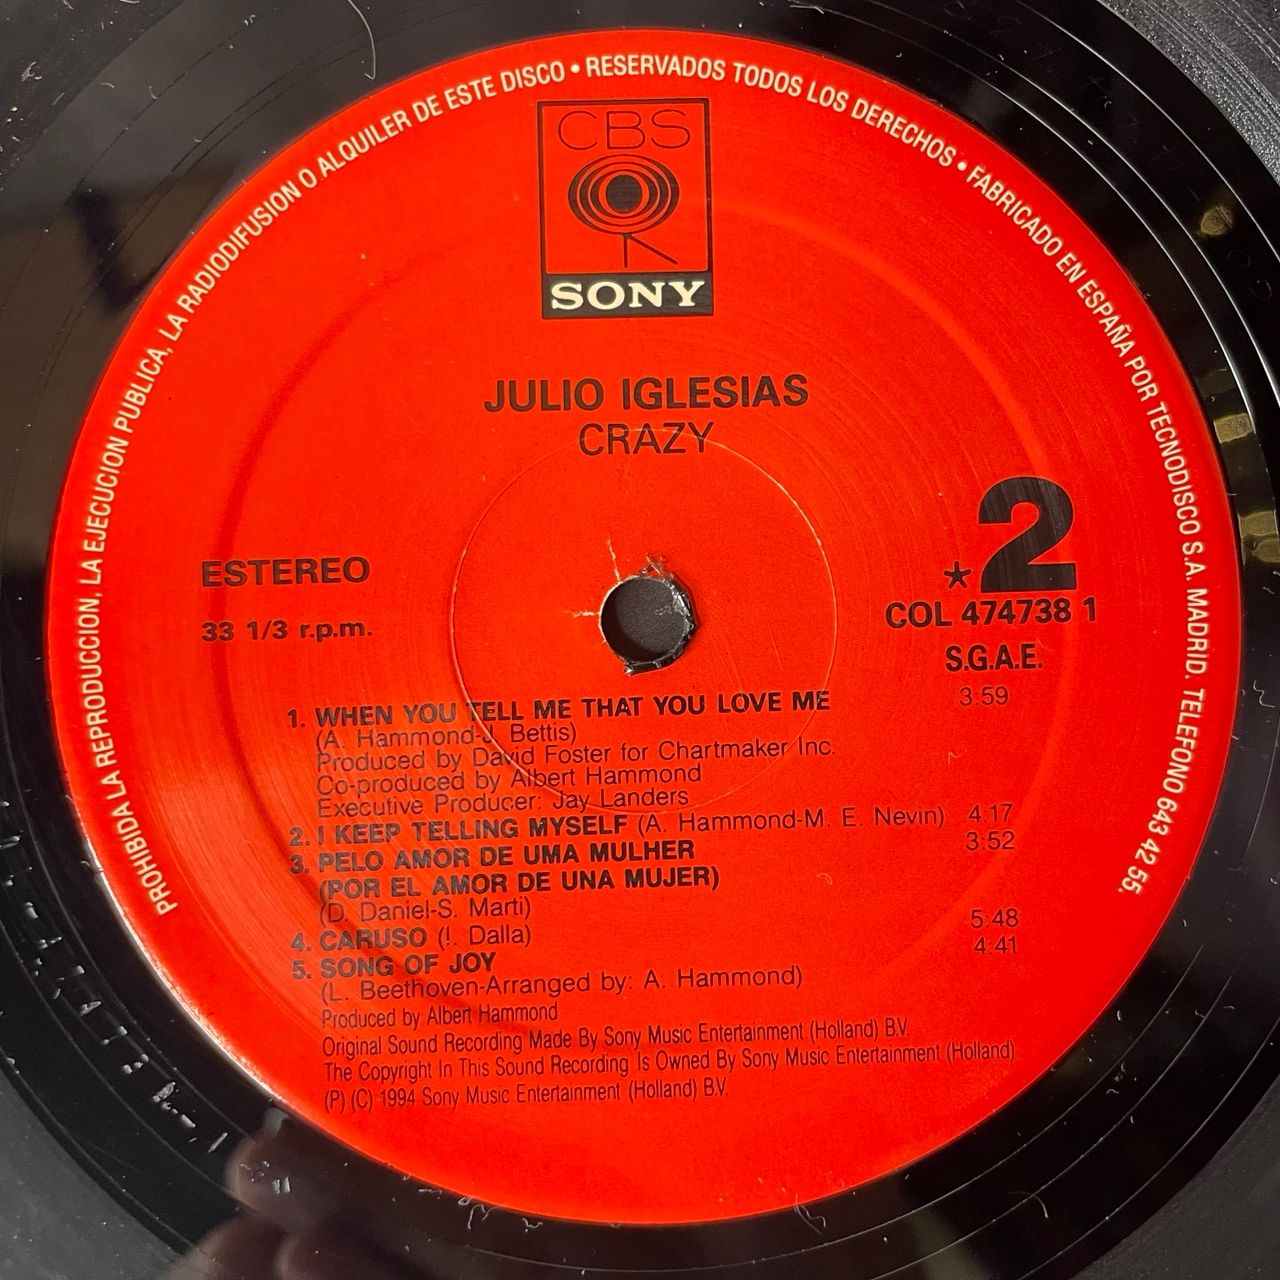 PROHIBIDA LA REPRODUCCION, LA EJECUCION PUBLICA, LA RADIODIFUSION O ALQUILER DE ESTE DISCO • RESERVADOS TODOS LOS DERECHOS • FABRICADO EN ESPAÑA POR TECNODISCO S.A. MADRID. TELEFONO 643 42 55.
CBS
SONY
JULIO IGLESIAS
CRAZY
ESTEREO
33 1/3 r.p.m.
*2
COL 474738 1
S.G.A.E.
1. WHEN YOU TELL ME THAT YOU LOVE ME 3:59
(A. Hammond-J. Bettis)
Produced by David Foster for Chartmaker Inc.
Co-produced by Albert Hammond
Executive Producer: Jay Landers
2. I KEEP TELLING MYSELF (A. Hammond-M. E. Nevin) 4:17
3. PELO AMOR DE UMA MULHER 3:52
(POR EL AMOR DE UNA MUJER)
(D. Daniel-S. Marti)
4. CARUSO (!. Dalla) 5:48
5. SONG OF JOY 4:41
(L. Beethoven-Arranged by: A. Hammond)
Produced by Albert Hammond
Original Sound Recording Made By Sony Music Entertainment (Holland) B.V.
The Copyright In This Sound Recording Is Owned By Sony Music Entertainment (Holland)
(P) (C) 1994 Sony Music Entertainment (Holland) B.V.